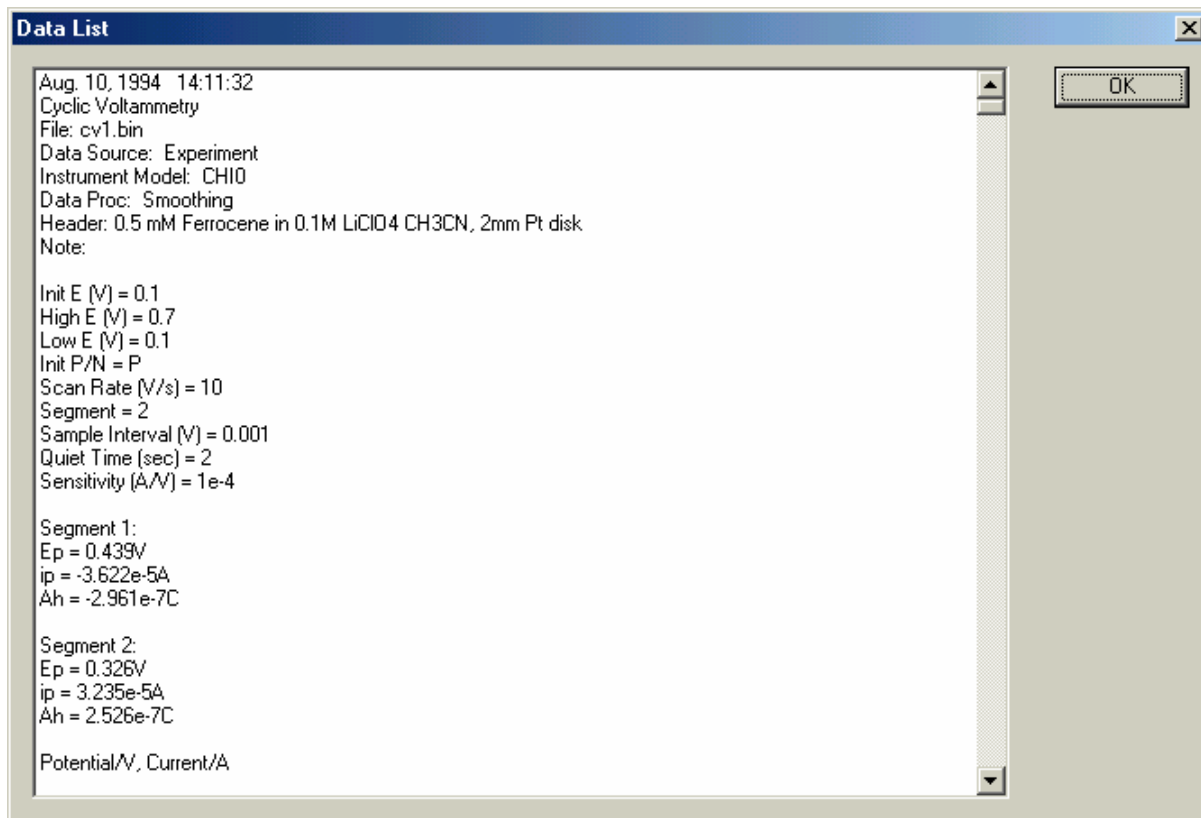 Data List
OK
Aug. 10, 1994   14:11:32
Cyclic Voltammetry
File: cv1.bin
Data Source:  Experiment
Instrument Model:  CHI0
Data Proc:  Smoothing
Header: 0.5 mM Ferrocene in 0.1M LiClO4 CH3CN, 2mm Pt disk
Note:
Init E (V) = 0.1
High E (V) = 0.7
Low E (V) = 0.1
Init P/N = P
Scan Rate (V/s) = 10
Segment = 2
Sample Interval (V) = 0.001
Quiet Time (sec) = 2
Sensitivity (A/V) = 1e-4
Segment 1:
Ep = 0.439V
ip = -3.622e-5A
Ah = -2.961e-7C
Segment 2:
Ep = 0.326V
ip = 3.235e-5A
Ah = 2.526e-7C
Potential/V, Current/A